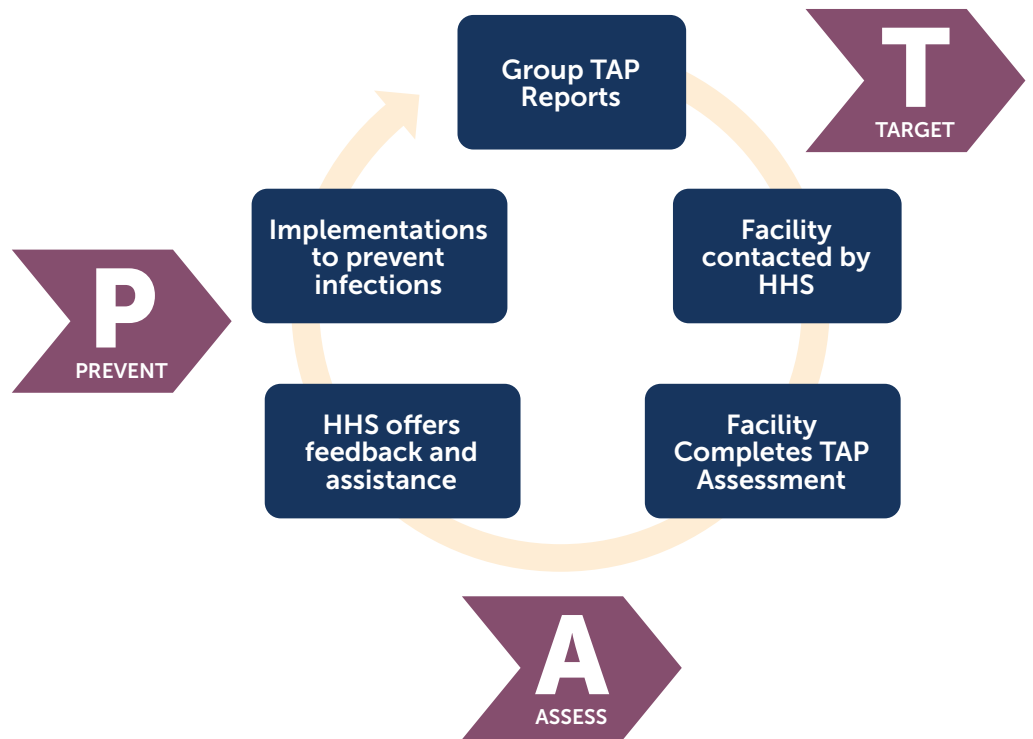 Group TAP
Reports
T
TARGET
Facility
contacted by
HHS
Facility
Completes TAP
Assessment
A
ASSESS
HHS offers
feedback and
assistance
P
PREVENT
Implementations
to prevent
infections